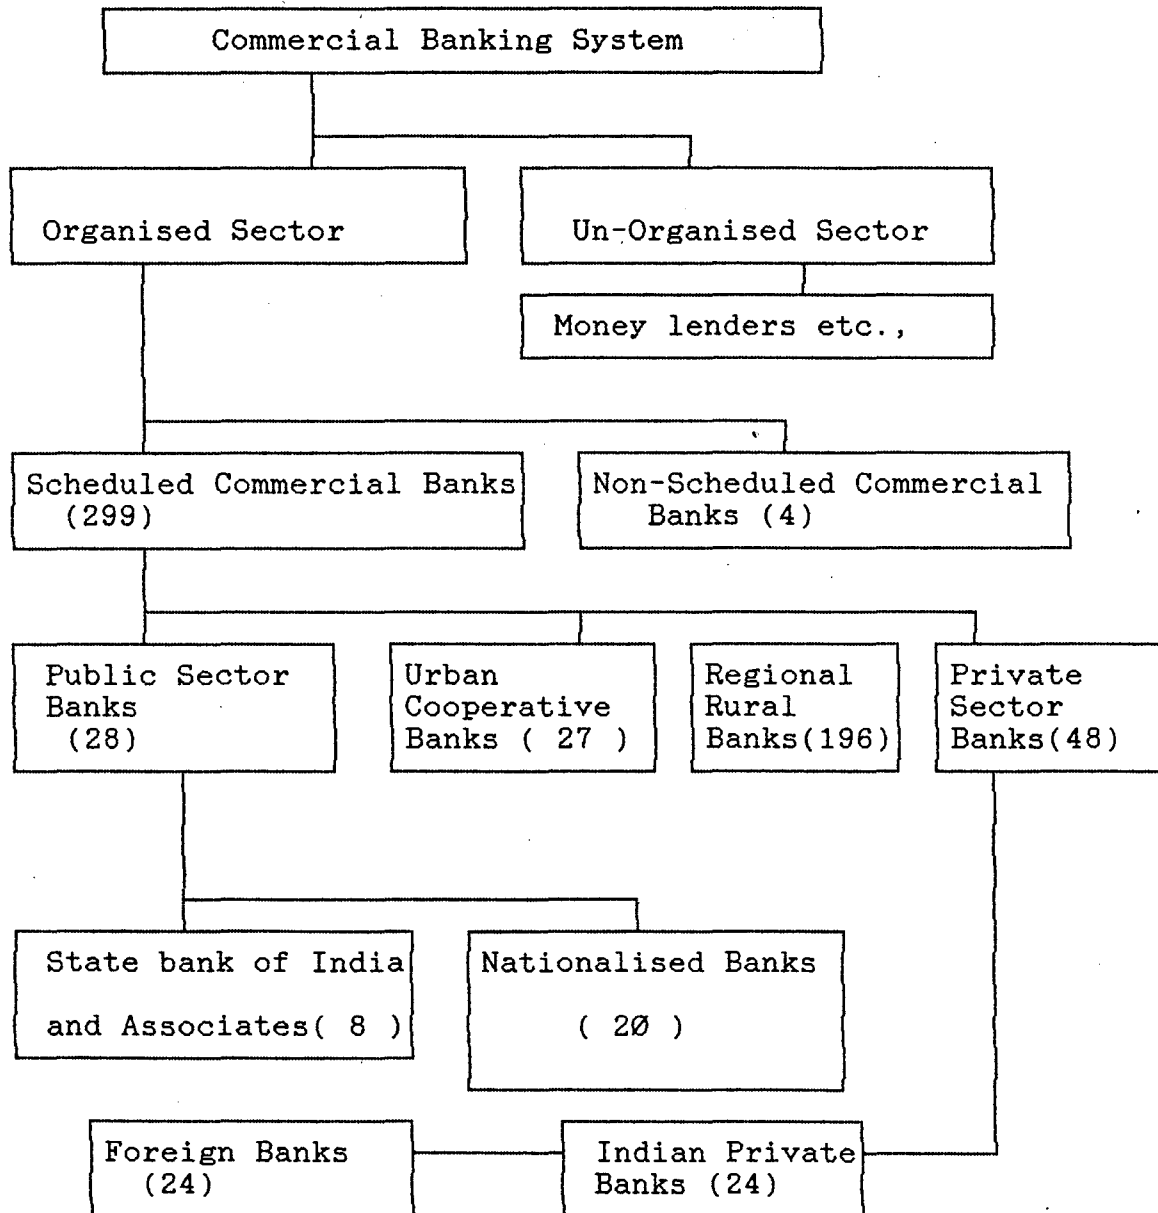 Commercial Banking System
Organised Sector
Un-Organised Sector
Money lenders etc.,
Scheduled Commercial Banks
(299)
Non-Scheduled Commercial
Banks (4)
Public Sector
Banks
(28)
Urban
Cooperative
Banks ( 27 )
Regional
Rural
Banks(196)
Private
Sector
Banks(48)
State bank of India
and Associates( 8 )
Nationalised Banks
( 20 )
Foreign Banks
(24)
Indian Private
Banks (24)